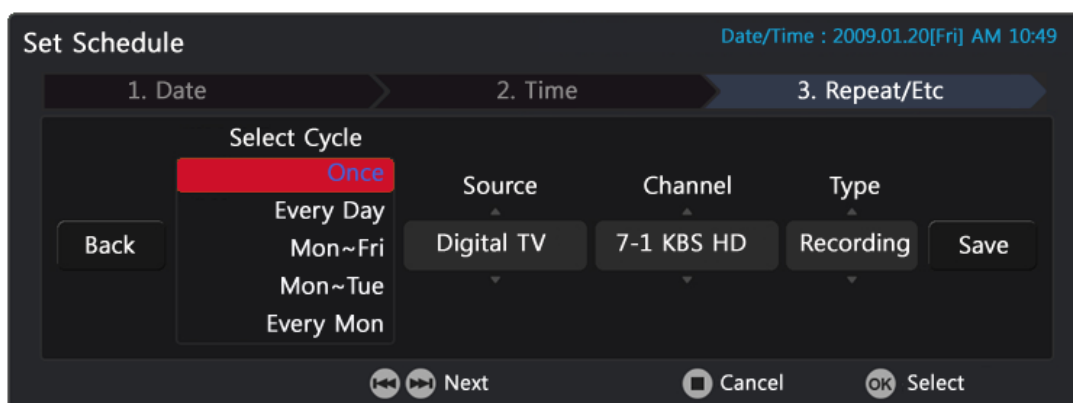 Set Schedule
Date/Time : 2009.01.20[Fri] AM 10:49
1. Date
2. Time
3. Repeat/Etc
Select Cycle
Once
Every Day
Mon~Fri
Mon~Tue
Every Mon
Back
Source
Digital TV
Channel
7-1 KBS HD
Type
Recording
Save
Next
Cancel
OK Select